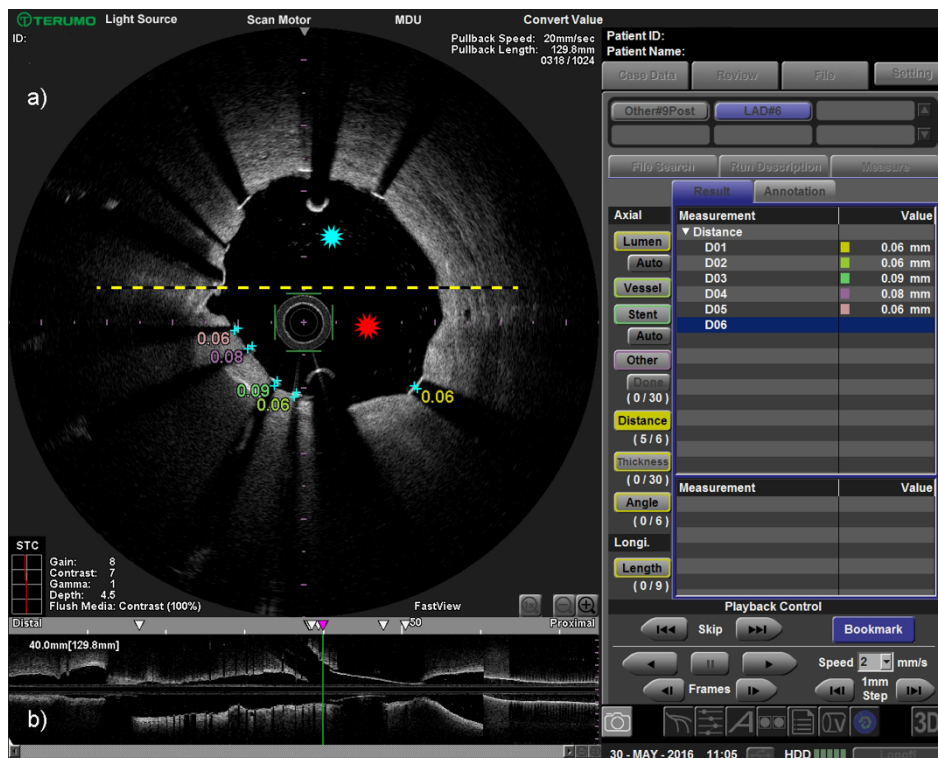 TERUMO Light Source Scan Motor MDU Convert Value
ID:
Pullback Speed: 20mm/sec
Pullback Length: 129.8mm
0318 / 1024
a)
0.06
0.08
0.09
0.06
0.06
STC
Gain: 8
Contrast: 7
Gamma: 1
Depth: 4.5
Flush Media: Contrast (100%)
FastView
Distal 50 Proximal
40.0mm[129.8mm]
b)
Patient ID:
Patient Name:
Case Data Review File Setting
Other#9Post LAD#6
File Search Run Description Measure
Result Annotation
Axial
Lumen
Auto
Vessel
Stent
Auto
Other
Done
(0/30)
Distance
(5/6)
Thickness
(0/30)
Angle
(0/6)
Longi.
Length
(0/9)
Measurement Value
▼ Distance
D01 0.06 mm
D02 0.06 mm
D03 0.09 mm
D04 0.08 mm
D05 0.06 mm
D06
Measurement Value
Playback Control
Skip Bookmark
Speed 2 mm/s
Frames 1mm Step
3D
30 - MAY - 2016 11:05 HDD Logoff